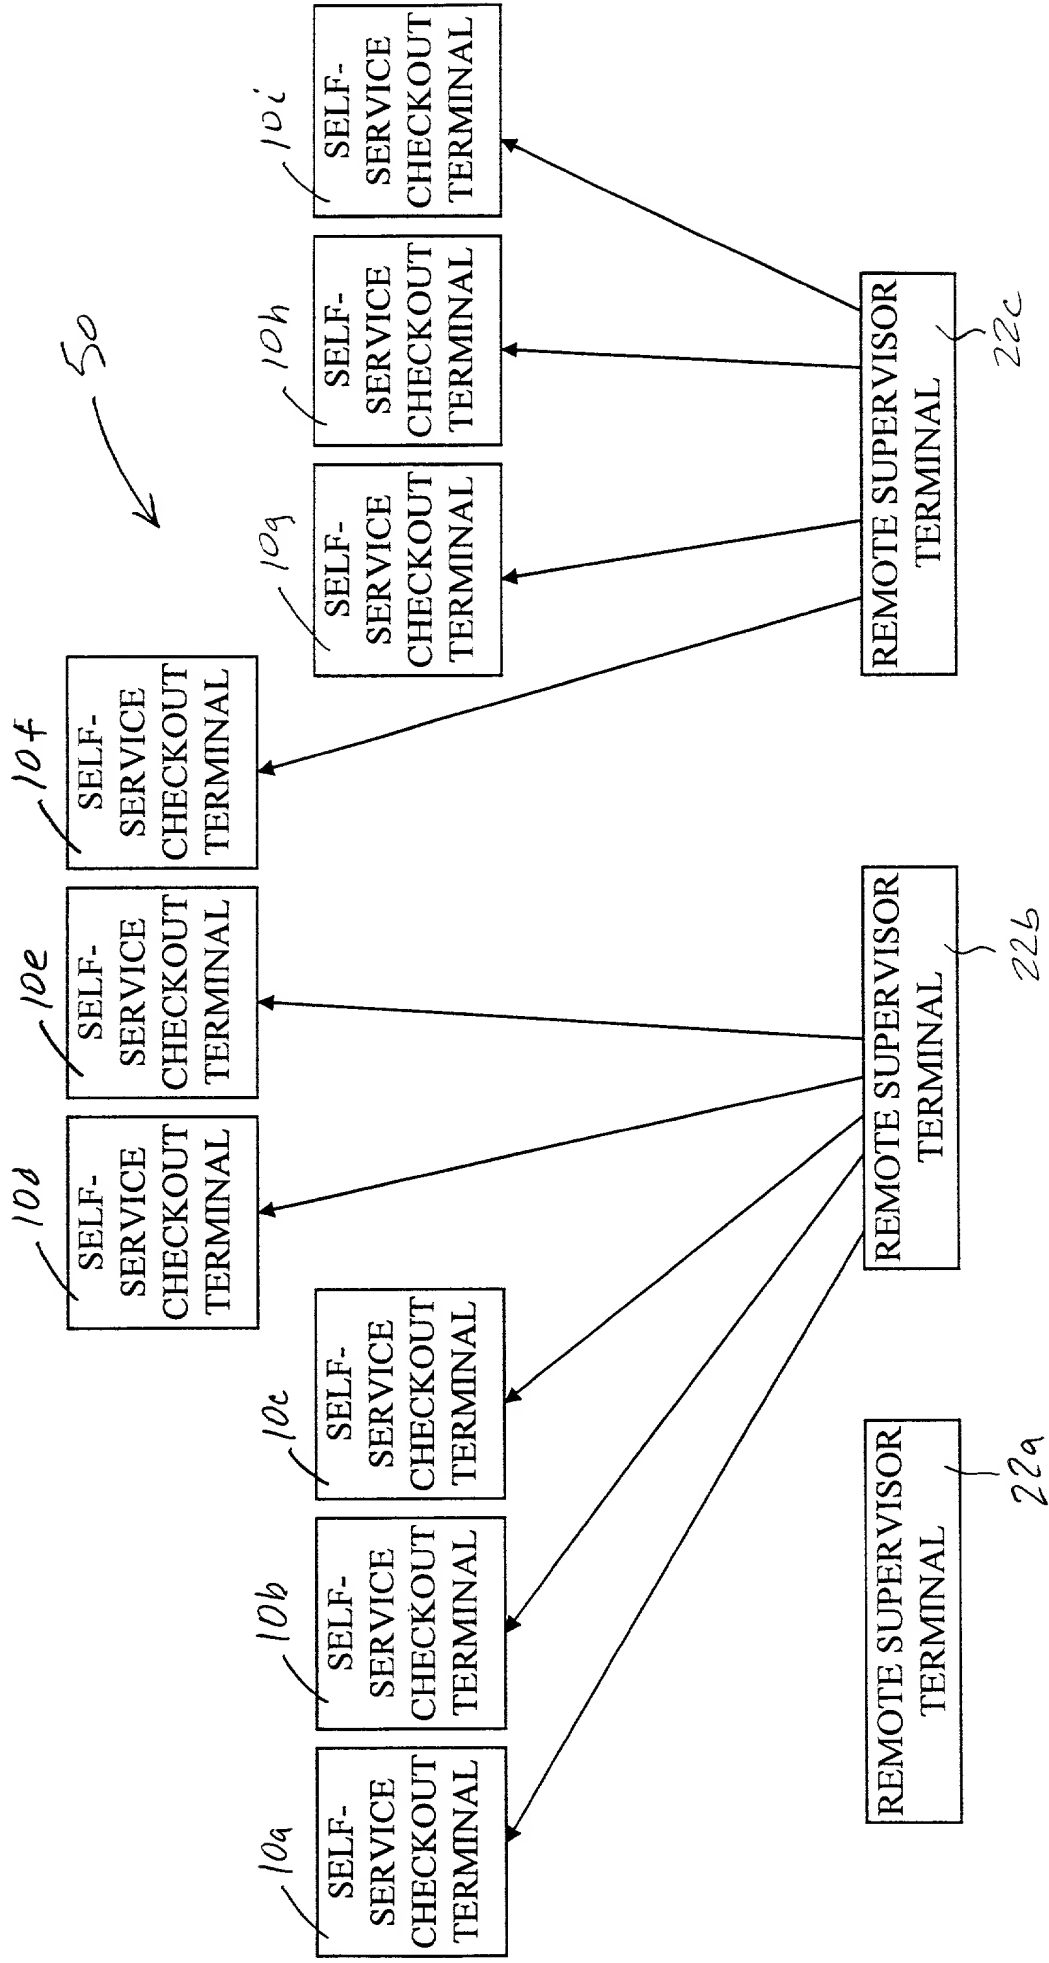 50
10d
10e
10f
SELF-
SERVICE
CHECKOUT
TERMINAL
SELF-
SERVICE
CHECKOUT
TERMINAL
SELF-
SERVICE
CHECKOUT
TERMINAL
10a
10b
10c
10g
10h
10i
SELF-
SERVICE
CHECKOUT
TERMINAL
SELF-
SERVICE
CHECKOUT
TERMINAL
SELF-
SERVICE
CHECKOUT
TERMINAL
SELF-
SERVICE
CHECKOUT
TERMINAL
SELF-
SERVICE
CHECKOUT
TERMINAL
SELF-
SERVICE
CHECKOUT
TERMINAL
REMOTE SUPERVISOR
TERMINAL
REMOTE SUPERVISOR
TERMINAL
REMOTE SUPERVISOR
TERMINAL
22a
22b
22c